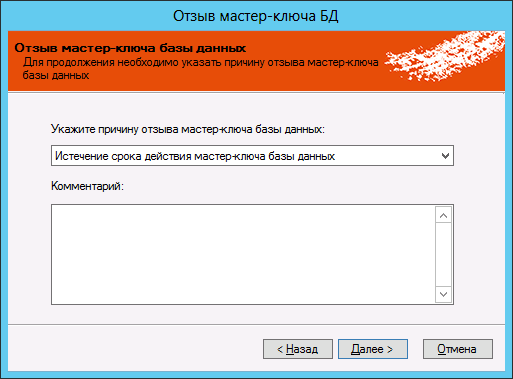 Отзыв мастер-ключа БД
Отзыв мастер-ключа базы данных
Для продолжения необходимо указать причину отзыва мастер-ключа
базы данных
Укажите причину отзыва мастер-ключа базы данных:
Истечение срока действия мастер-ключа базы данных
Комментарий:
< Назад
Далее >
Отмена